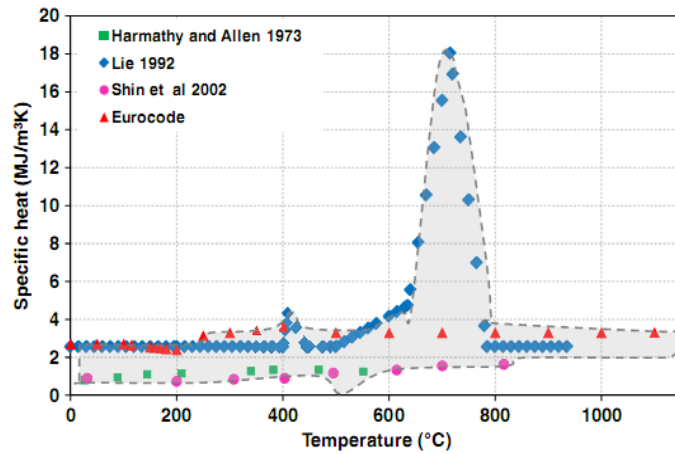 20
18
16
14
12
10
8
6
4
2
0
Specific heat (MJ/m³K)
Harmathy and Allen 1973
Lie 1992
Shin et al 2002
Eurocode
0 200 400 600 800 1000
Temperature (°C)